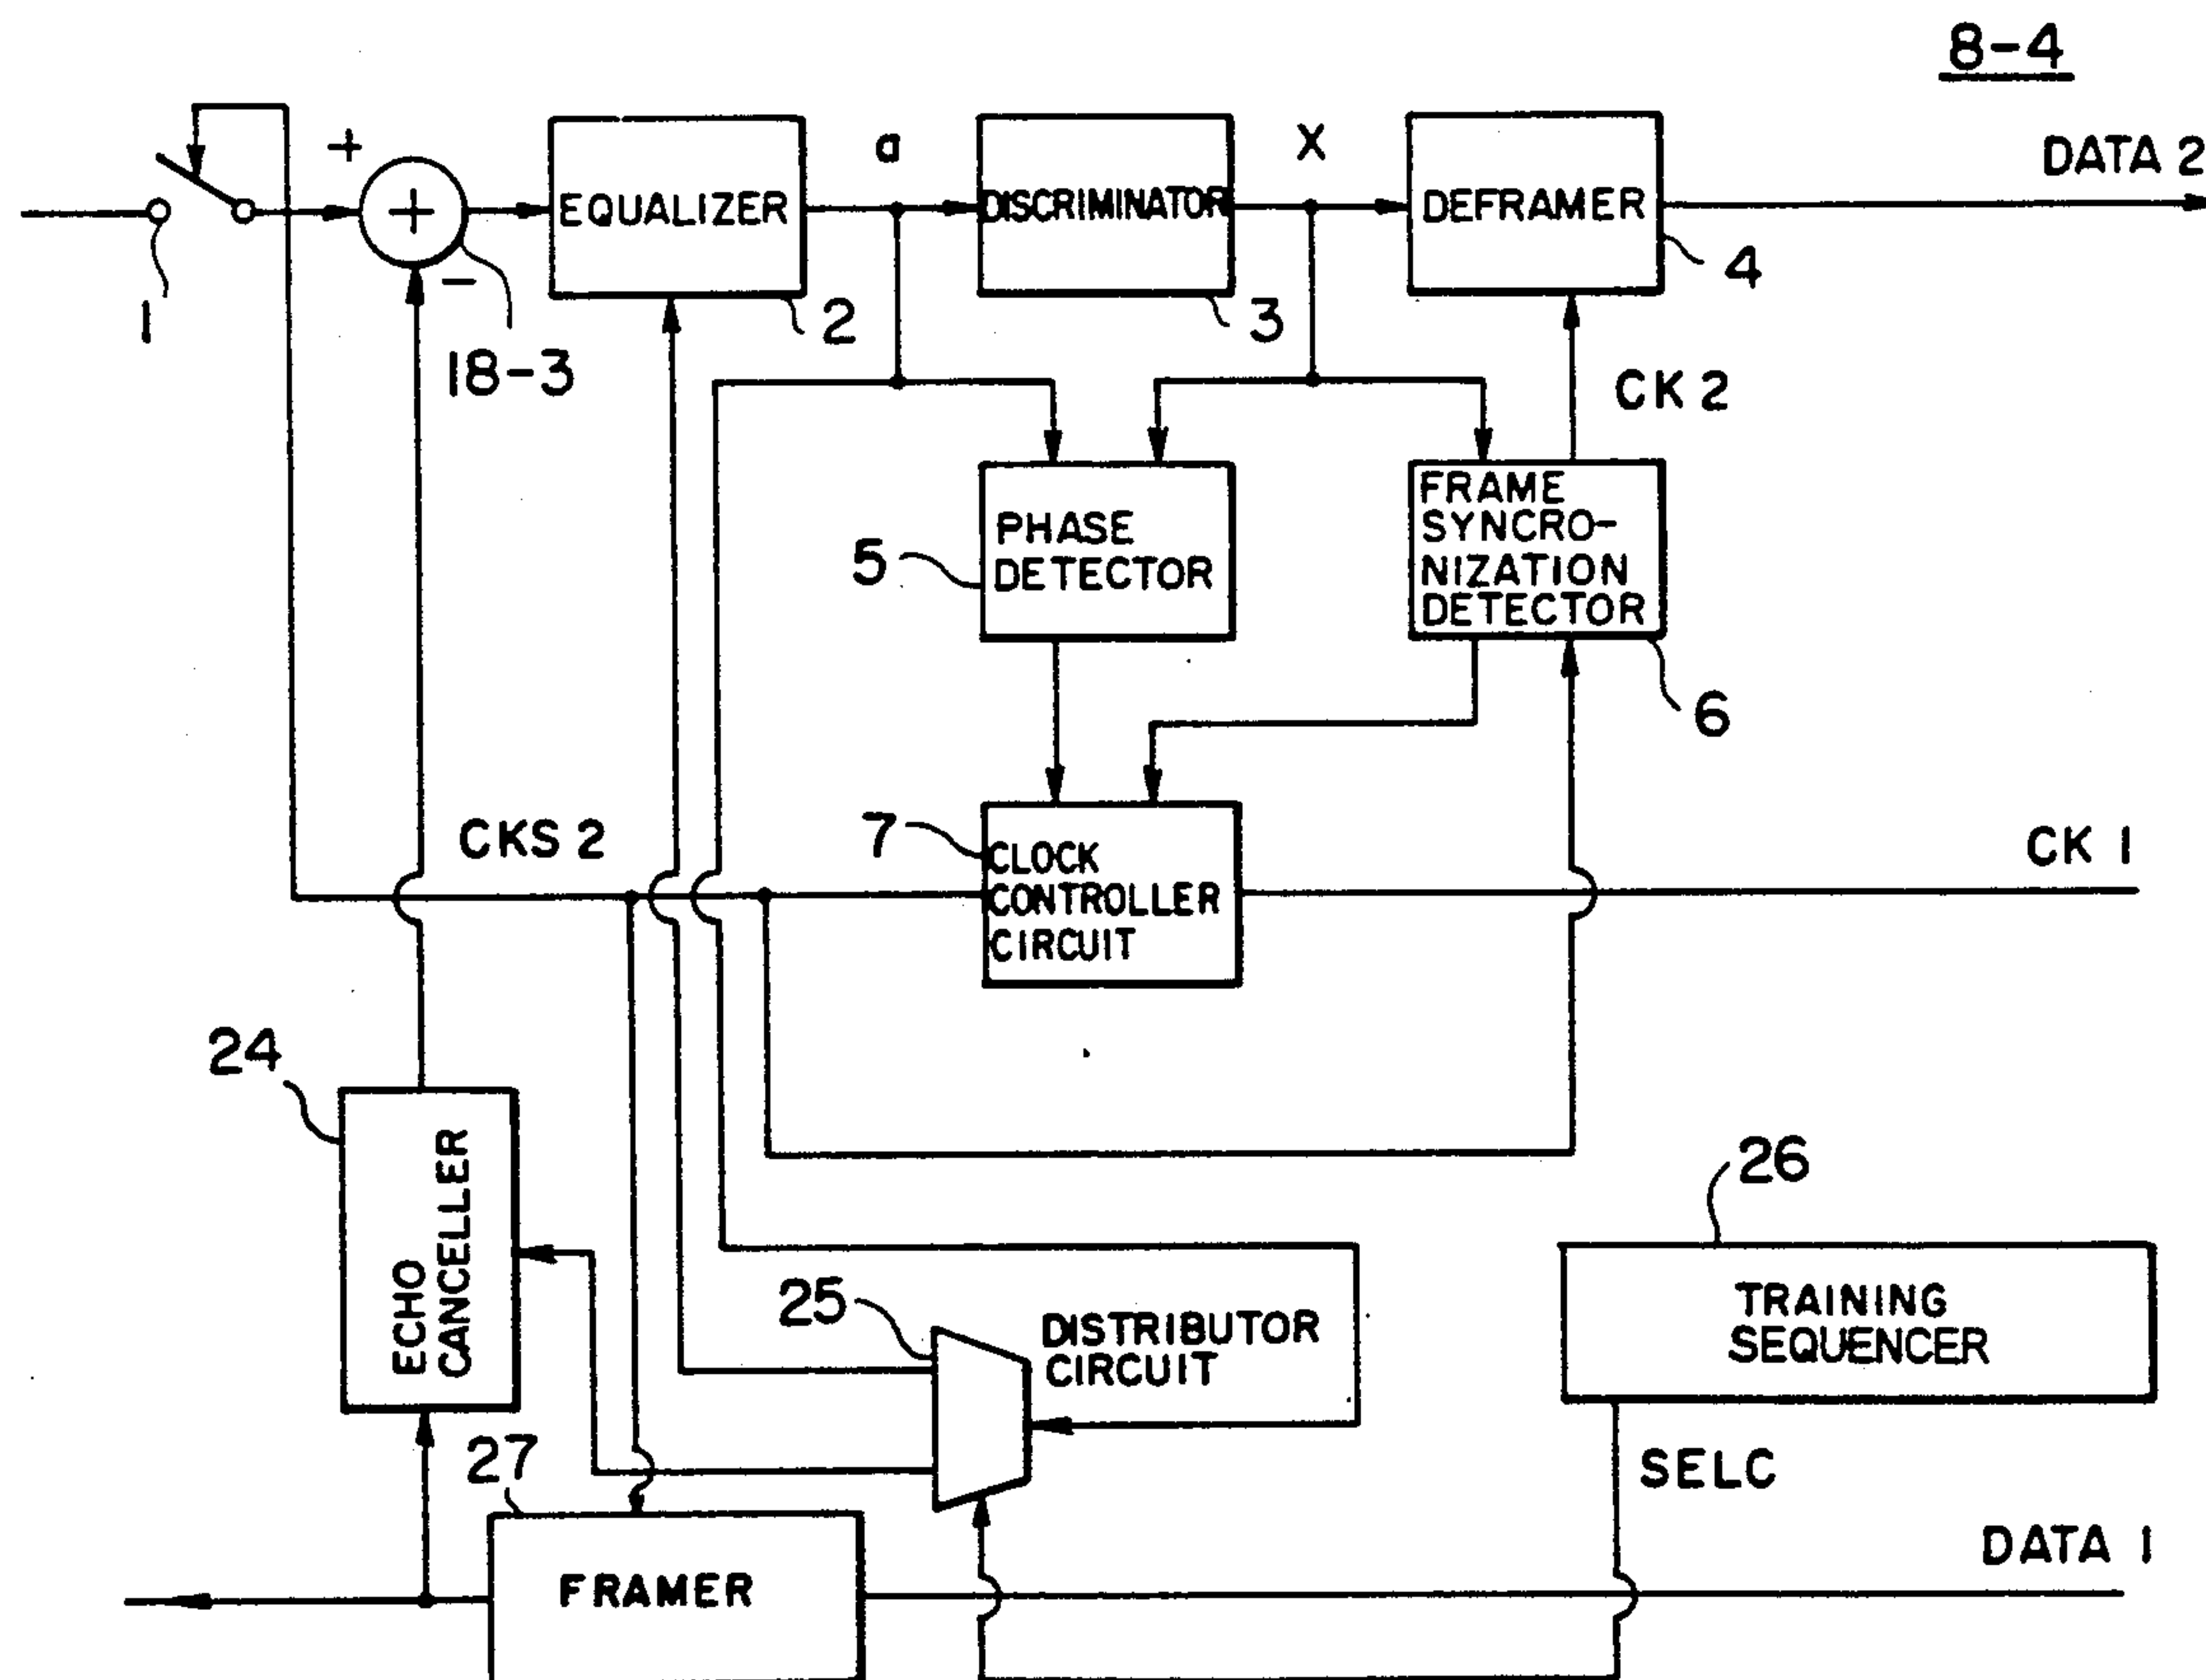 8-4
+
+
-
1
18-3
EQUALIZER
2
a
DISCRIMINATOR
3
X
DEFRAMER
4
DATA 2
CK 2
PHASE
DETECTOR
5
FRAME
SYNCRO-
NIZATION
DETECTOR
6
CKS 2
7
CLOCK
CONTROLLER
CIRCUIT
CK 1
24
ECHO
CANCELLER
25
DISTRIBUTOR
CIRCUIT
26
TRAINING
SEQUENCER
SELC
27
FRAMER
DATA 1